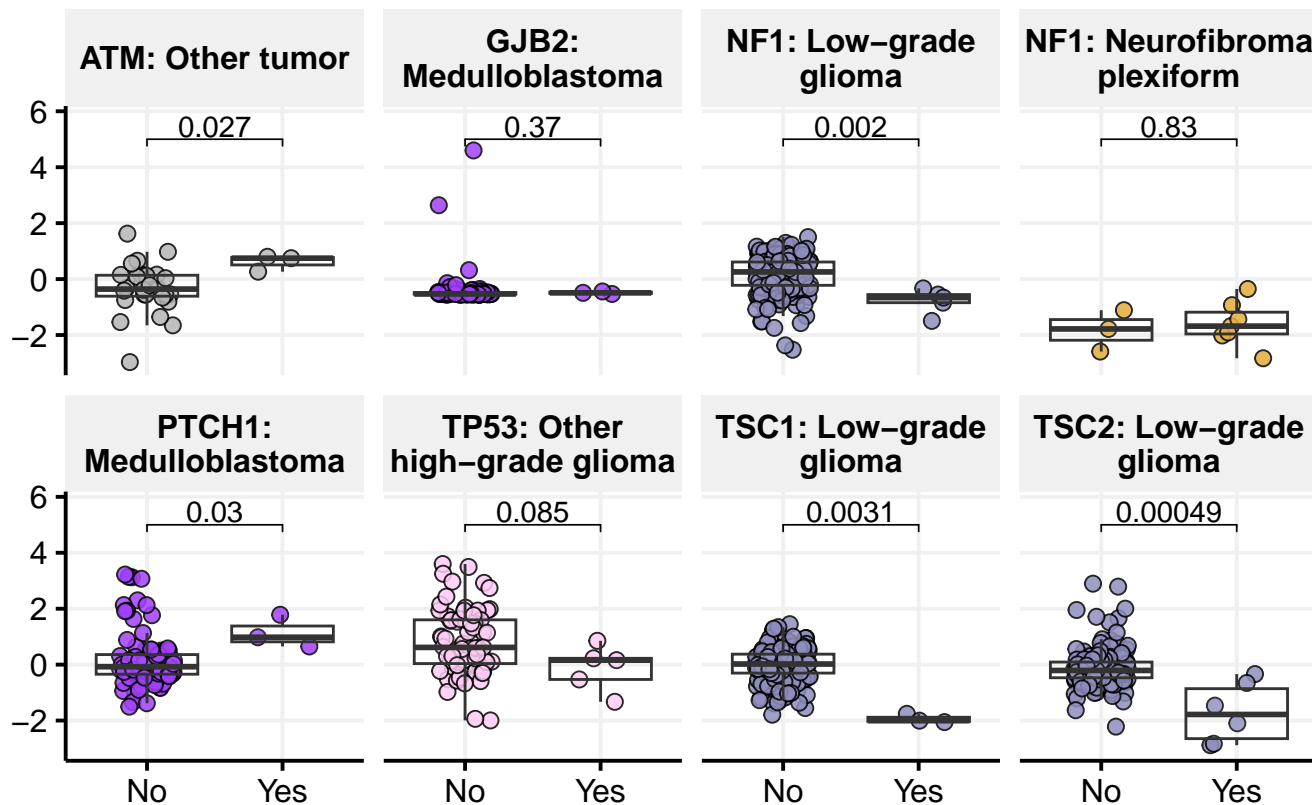 ATM: Other tumor
GJB2:
Medulloblastoma
NF1: Low−grade
glioma
NF1: Neurofibroma
plexiform
6
4
2
0
−2
0.027
0.37
0.002
0.83
PTCH1:
Medulloblastoma
TP53: Other
high−grade glioma
TSC1: Low−grade
glioma
TSC2: Low−grade
glioma
6
4
2
0
−2
0.03
0.085
0.0031
0.00049
No
Yes
No
Yes
No
Yes
No
Yes